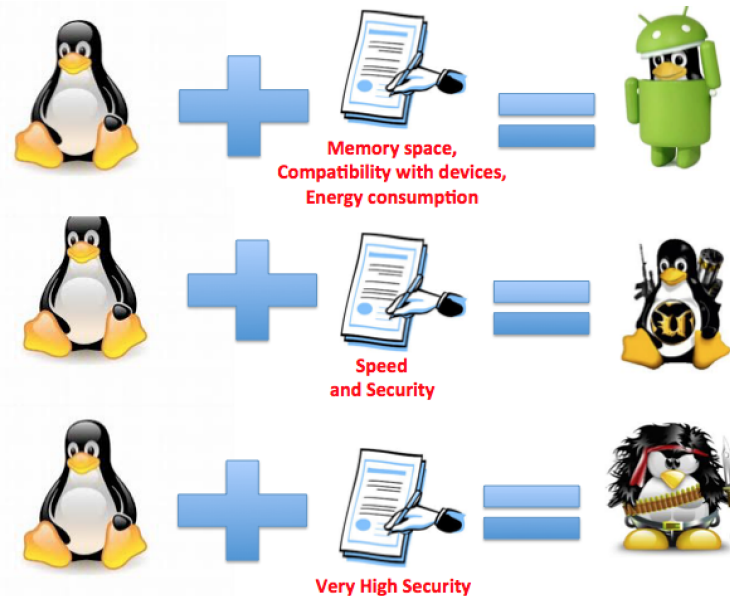 Memory space,
Compatibility with devices,
Energy consumption
Speed
and Security
Very High Security